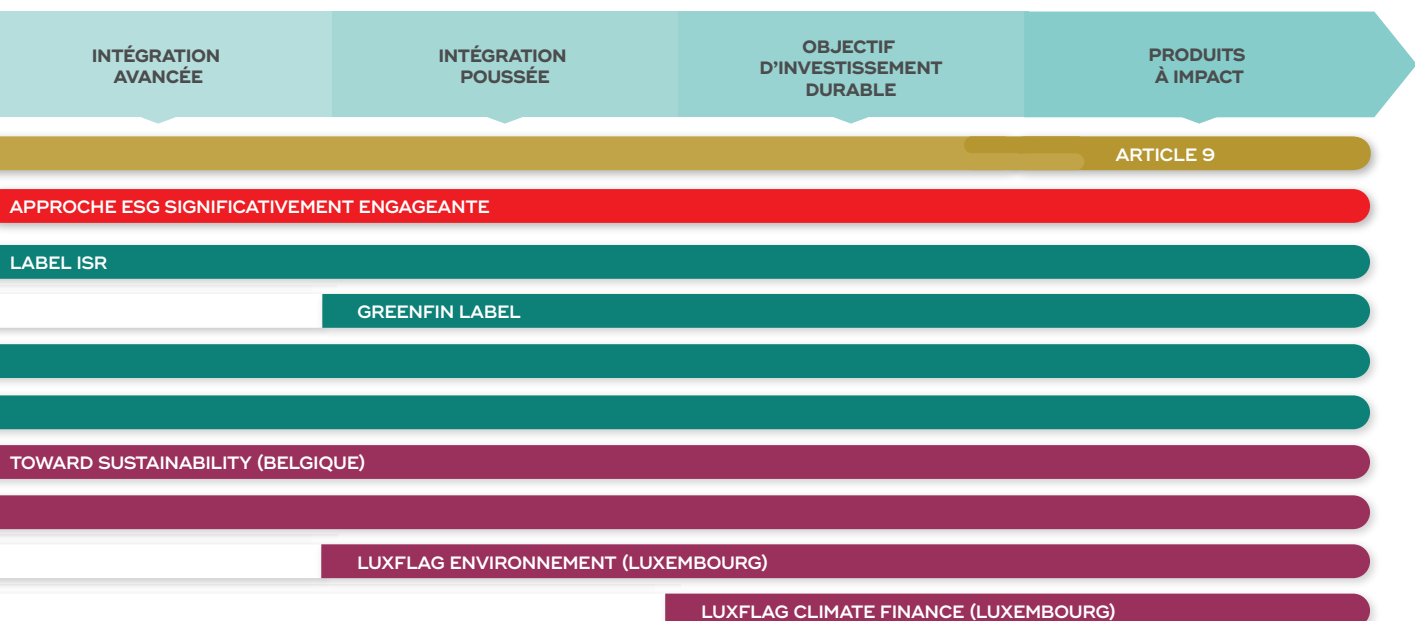 INTÉGRATION
AVANCÉE
INTÉGRATION
POUSSÉE
OBJECTIF
D'INVESTISSEMENT
DURABLE
PRODUITS
À IMPACT
ARTICLE 9
APPROCHE ESG SIGNIFICATIVEMENT ENGAGEANTE
LABEL ISR
GREENFIN LABEL
TOWARD SUSTAINABILITY (BELGIQUE)
LUXFLAG ENVIRONNEMENT (LUXEMBOURG)
LUXFLAG CLIMATE FINANCE (LUXEMBOURG)